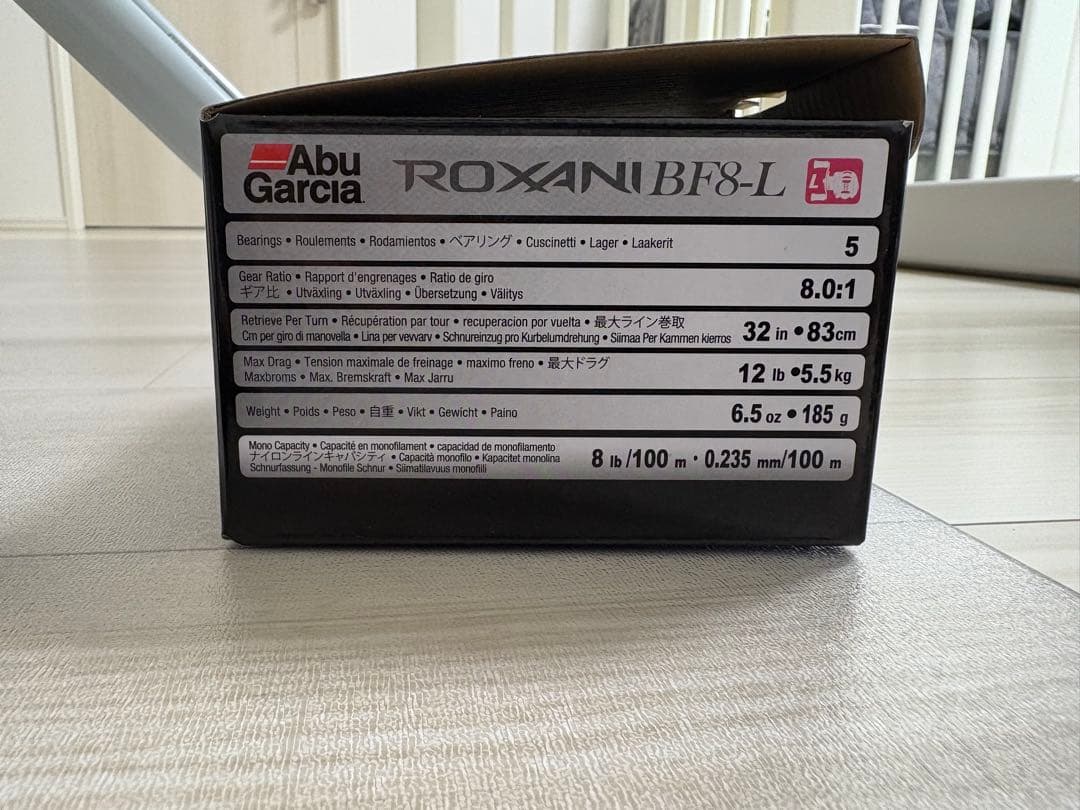 Abu Garcia
ROXANI BF8-L
L
Bearings • Roulements • Rodamientos • ベアリング • Cuscinetti • Lager • Laakerit 5
Gear Ratio • Rapport d'engrenages • Ratio de giro
ギア比 • Utväxling • Utväxling • Übersetzung • Välitys 8.0:1
Retrieve Per Turn • Récupération par tour • recuperacion por vuelta • 最大ライン巻取
Cm per giro di manovella • Lina per vevvarv • Schnureinzug pro Kurbelumdrehung • Siimaa Per Kammen kierros 32 in • 83cm
Max Drag • Tension maximale de freinage • maximo freno • 最大ドラグ
Maxbroms • Max. Bremskraft • Max Jarru 12 lb •5.5kg
Weight • Poids • Peso • 自重 • Vikt • Gewicht • Paino 6.5 oz • 185 g
Mono Capacity • Capacité en monofilament • capacidad de monofilamento
ナイロンラインキャパシティ • Capacità monofilo • Kapacitet monolina
Schnurfassung - Monofile Schnur • Siimatilavuus monofiili 8 lb/100 m · 0.235 mm/100 m